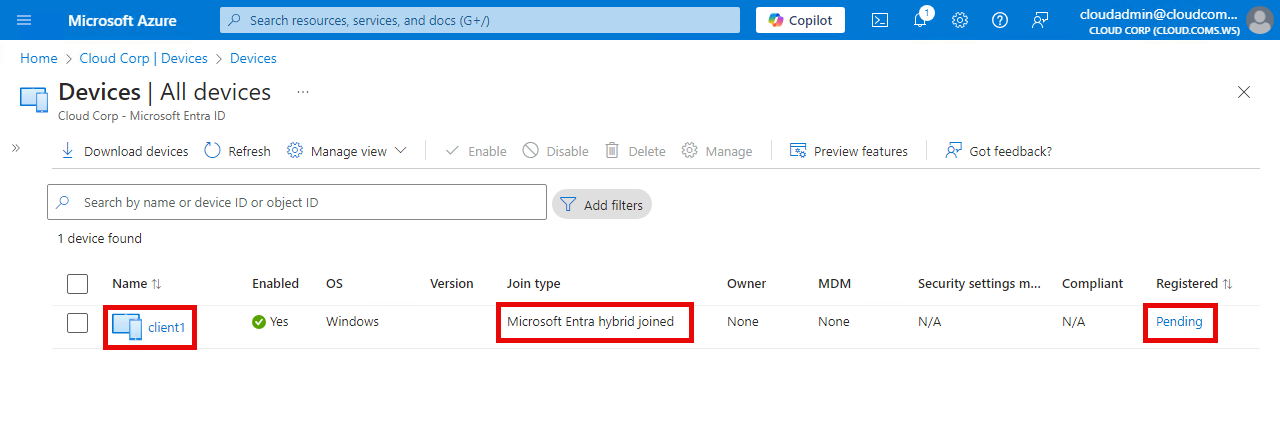 Microsoft Azure
Search resources, services, and docs (G+/)
Copilot
1
cloudadmin@cloudcom...
CLOUD CORP (CLOUD.COMS.WS)
Home > Cloud Corp | Devices > Devices
Devices | All devices ...
Cloud Corp - Microsoft Entra ID
Download devices Refresh Manage view Enable Disable Delete Manage Preview features Got feedback?
Search by name or device ID or object ID
Add filters
1 device found
Name Enabled OS Version Join type Owner MDM Security settings m... Compliant Registered
client1 Yes Windows Microsoft Entra hybrid joined None None N/A N/A Pending